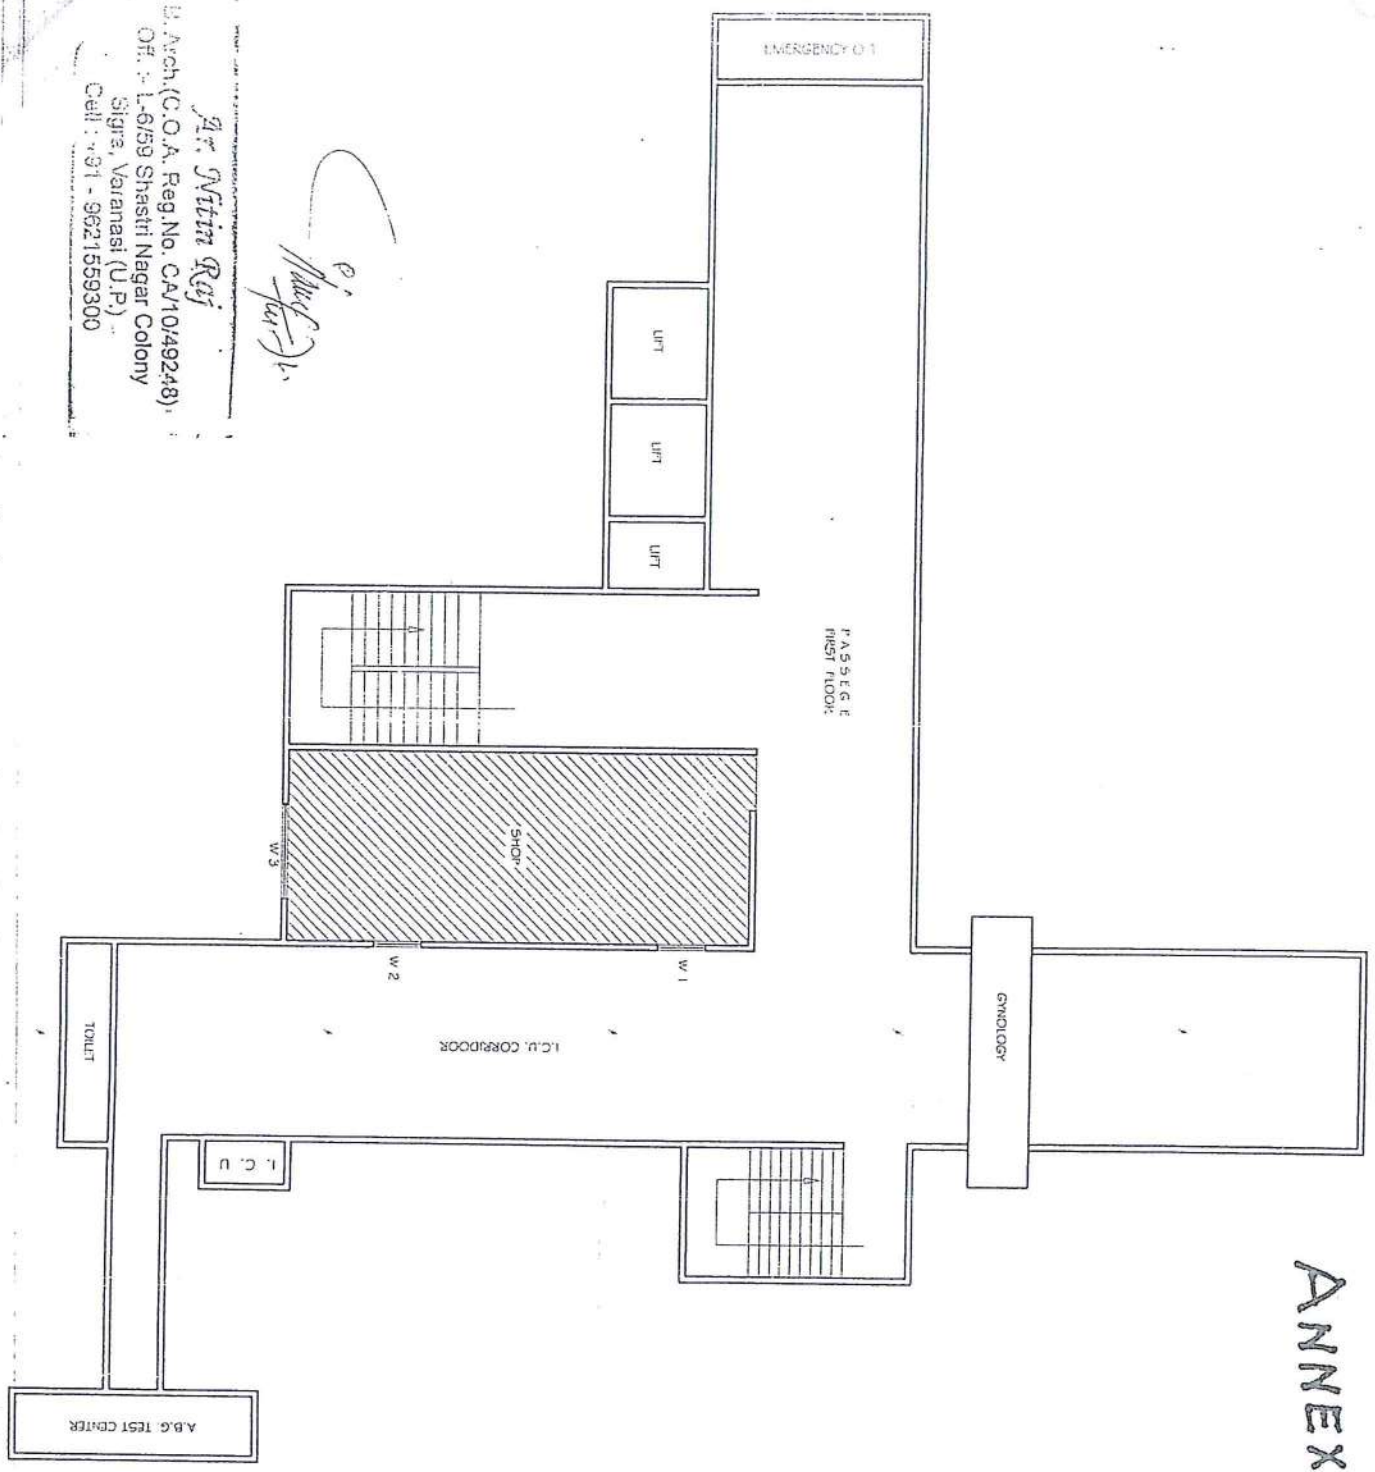 ANNEX
EMERGENCY O T
LIFT
LIFT
LIFT
PASSEGE
FIRST FLOOR
SHOP
W 3
W 2
W 1
GYNOLOGY
I.C.U. CORRIDOOR
TOILET
I. C. U
A.B.G. TEST CENTER
Ar. Nitin Raj
Arch.(C.O.A. Reg.No. CA/10/49248).
Off. :- L-6/59 Shastri Nagar Colony
Sigra, Varanasi (U.P.)
Cell : +91 - 9621559300